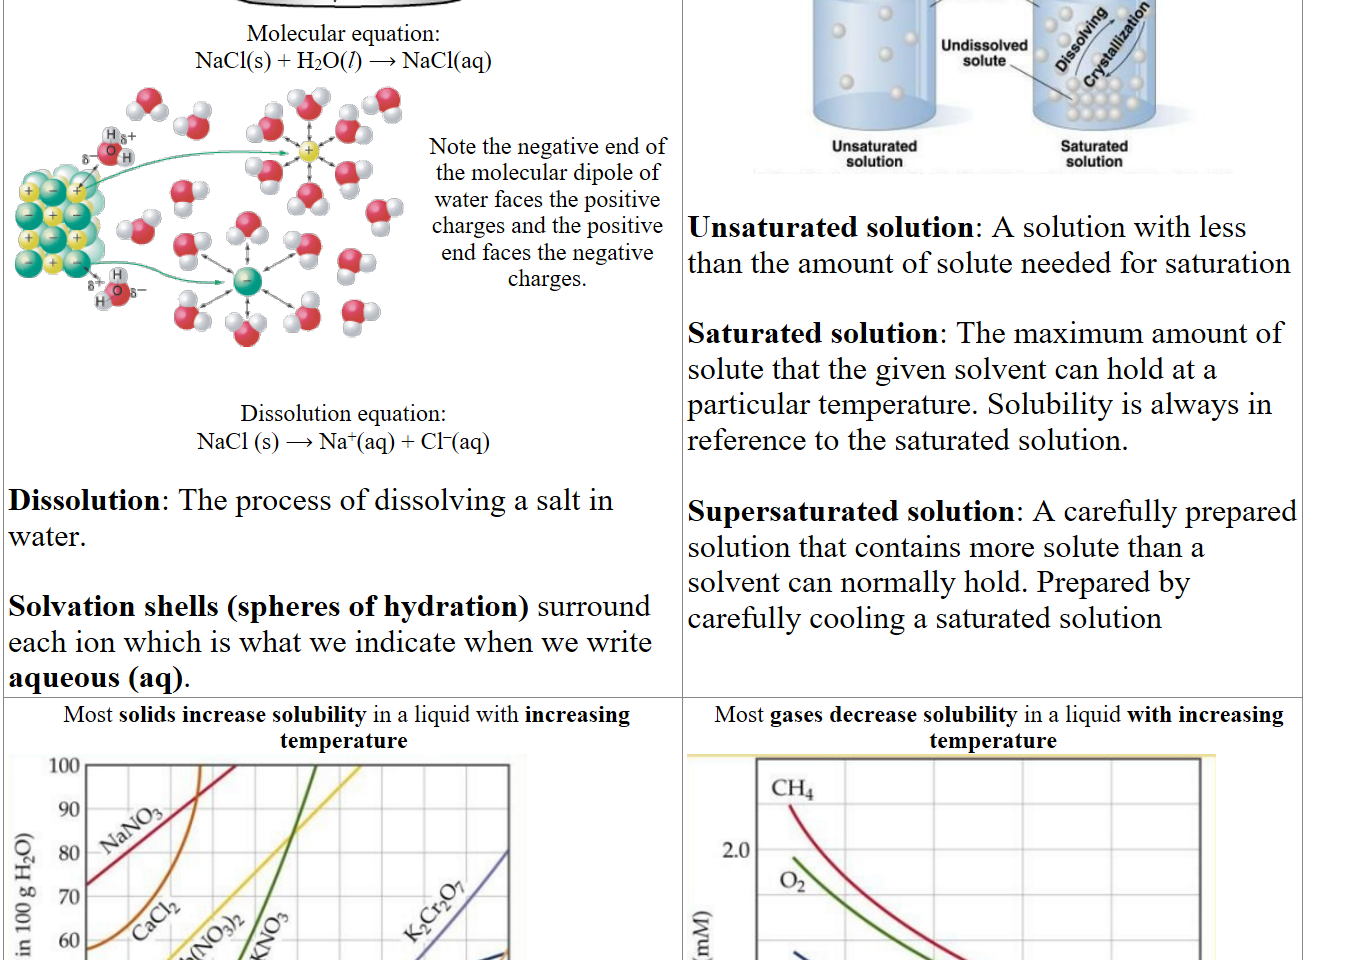 Molecular equation:
NaCl(s) + H₂O(l) ⟶ NaCl(aq)
H δ+
δ− O H
+ − +
− + −
+ − +
− + −
H
δ+ O δ−
H
+
−
Note the negative end of
the molecular dipole of
water faces the positive
charges and the positive
end faces the negative
charges.
Dissolution equation:
NaCl (s) ⟶ Na⁺(aq) + Cl⁻(aq)
Dissolution: The process of dissolving a salt in
water.
Solvation shells (spheres of hydration) surround
each ion which is what we indicate when we write
aqueous (aq).
Undissolved
solute
Dissolving
Crystallization
Unsaturated
solution
Saturated
solution
Unsaturated solution: A solution with less
than the amount of solute needed for saturation
Saturated solution: The maximum amount of
solute that the given solvent can hold at a
particular temperature. Solubility is always in
reference to the saturated solution.
Supersaturated solution: A carefully prepared
solution that contains more solute than a
solvent can normally hold. Prepared by
carefully cooling a saturated solution
Most solids increase solubility in a liquid with increasing
temperature
100
90
80
70
60
in 100 g H₂O)
NaNO₃
CaCl₂
(NO₃)₂
KNO₃
K₂Cr₂O₇
Most gases decrease solubility in a liquid with increasing
temperature
CH₄
2.0
O₂
(mM)